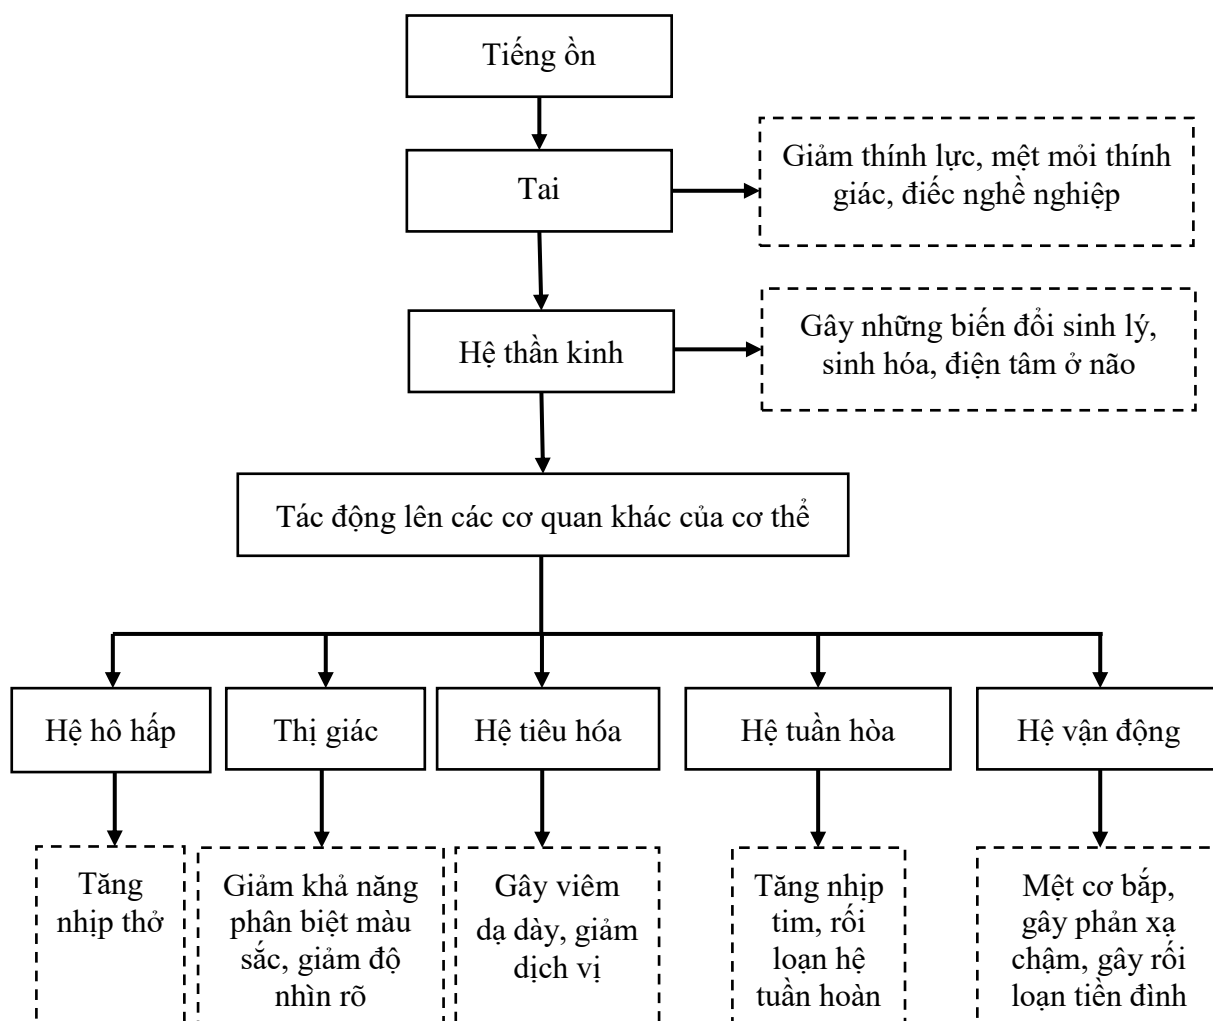 Tiếng ồn
Tai
Giảm thính lực, mệt mỏi thính
giác, điếc nghề nghiệp
Hệ thần kinh
Gây những biến đổi sinh lý,
sinh hóa, điện tâm ở não
Tác động lên các cơ quan khác của cơ thể
Hệ hô hấp
Thị giác
Hệ tiêu hóa
Hệ tuần hòa
Hệ vận động
Tăng
nhịp thở
Giảm khả năng
phân biệt màu
sắc, giảm độ
nhìn rõ
Gây viêm
dạ dày, giảm
dịch vị
Tăng nhịp
tim, rối
loạn hệ
tuần hoàn
Mệt cơ bắp,
gây phản xạ
chậm, gây rối
loạn tiền đình